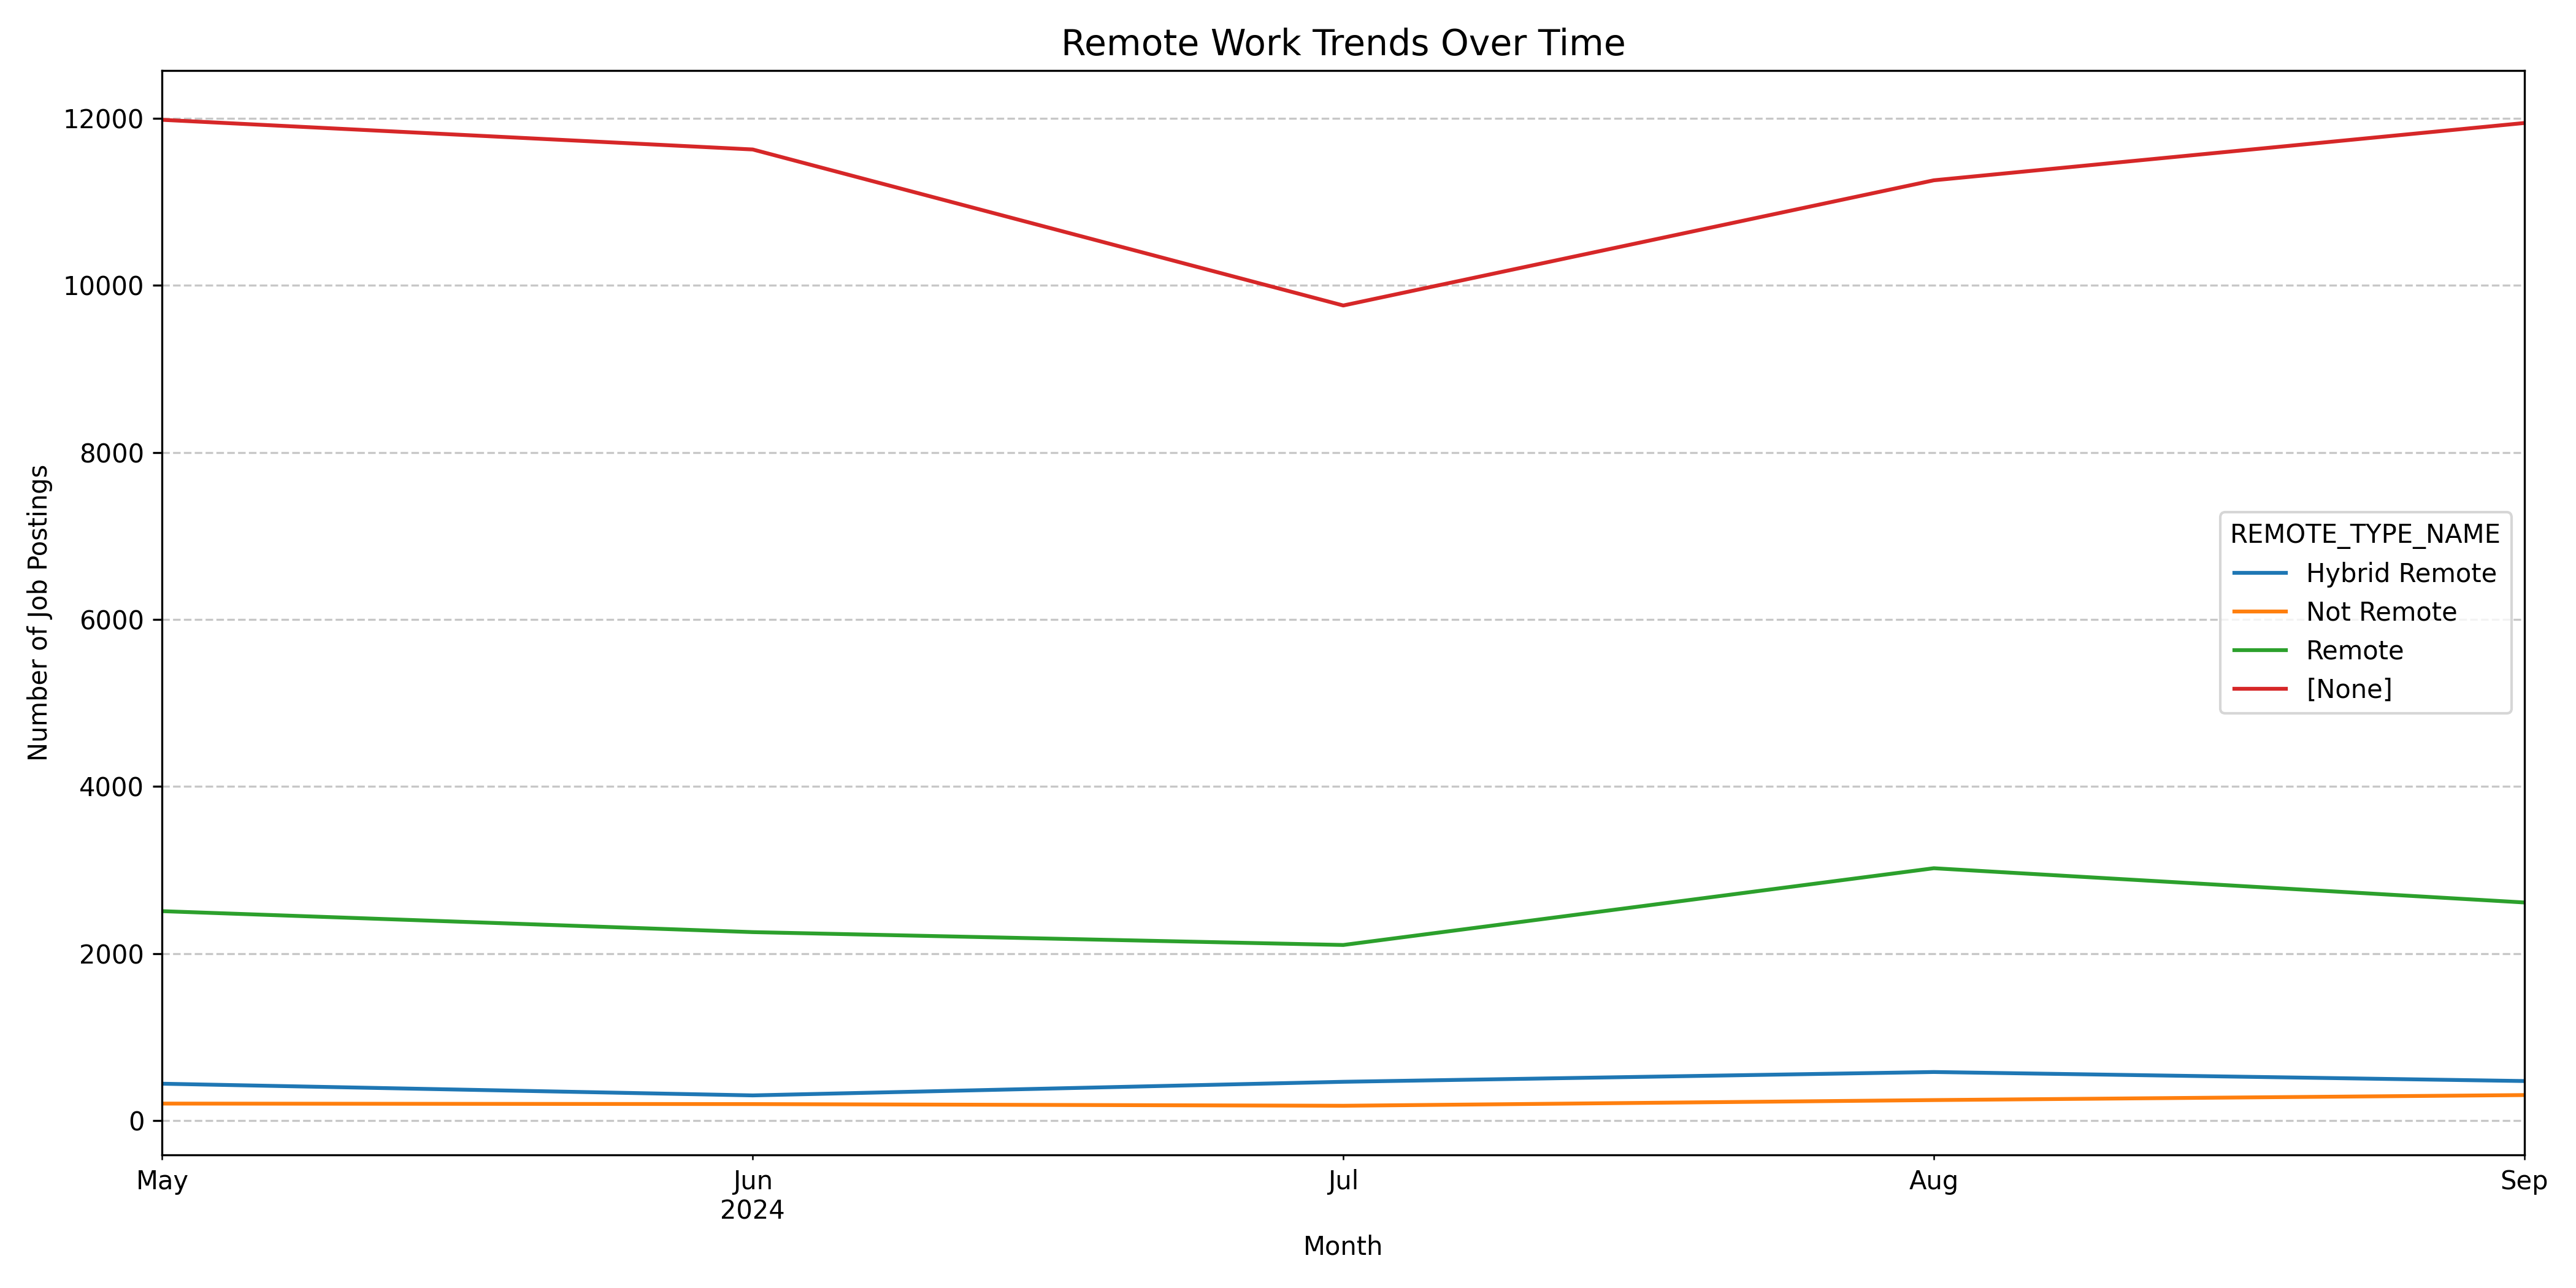 Remote Work Trends Over Time
12000
10000
8000
6000
4000
2000
0
Number of Job Postings
REMOTE_TYPE_NAME
Hybrid Remote
Not Remote
Remote
[None]
May
Jun
2024
Jul
Aug
Sep
Month